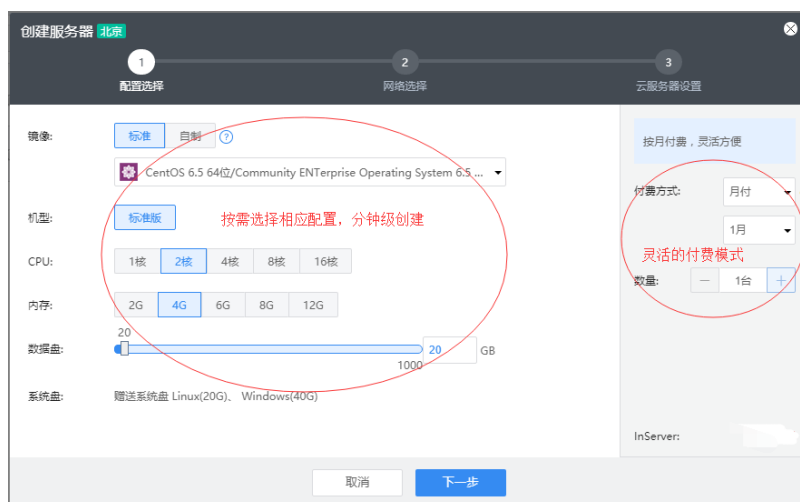 创建服务器 北京
1 2 3
配置选择 网络选择 云服务器设置
镜像: 标准 自制 ?
CentOS 6.5 64位/Community ENTerprise Operating System 6.5 ...
机型: 标准版
按需选择相应配置，分钟级创建
CPU: 1核 2核 4核 8核 16核
内存: 2G 4G 6G 8G 12G
20
数据盘: 20 GB
1000
系统盘: 赠送系统盘 Linux(20G)、 Windows(40G)
按月付费，灵活方便
付费方式: 月付
1月
灵活的付费模式
数量: — 1台 +
InServer:
取消 下一步